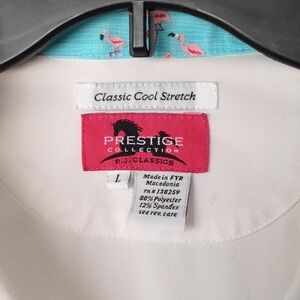 Classic Cool Stretch
PRESTIGE
COLLECTION
R.J. CLASSICS
L
Made in FYR
Macedonia
rn# 138259
88% Polyester
12% Spandex
see rev. care